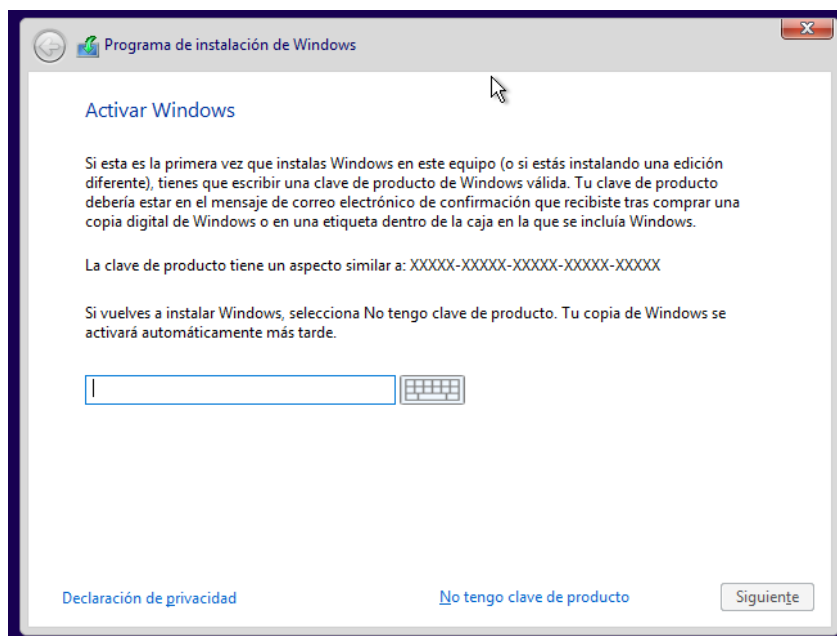 Programa de instalación de Windows
Activar Windows
Si esta es la primera vez que instalas Windows en este equipo (o si estás instalando una edición
diferente), tienes que escribir una clave de producto de Windows válida. Tu clave de producto
debería estar en el mensaje de correo electrónico de confirmación que recibiste tras comprar una
copia digital de Windows o en una etiqueta dentro de la caja en la que se incluía Windows.
La clave de producto tiene un aspecto similar a: XXXXX-XXXXX-XXXXX-XXXXX-XXXXX
Si vuelves a instalar Windows, selecciona No tengo clave de producto. Tu copia de Windows se
activará automáticamente más tarde.
Declaración de privacidad No tengo clave de producto Siguiente